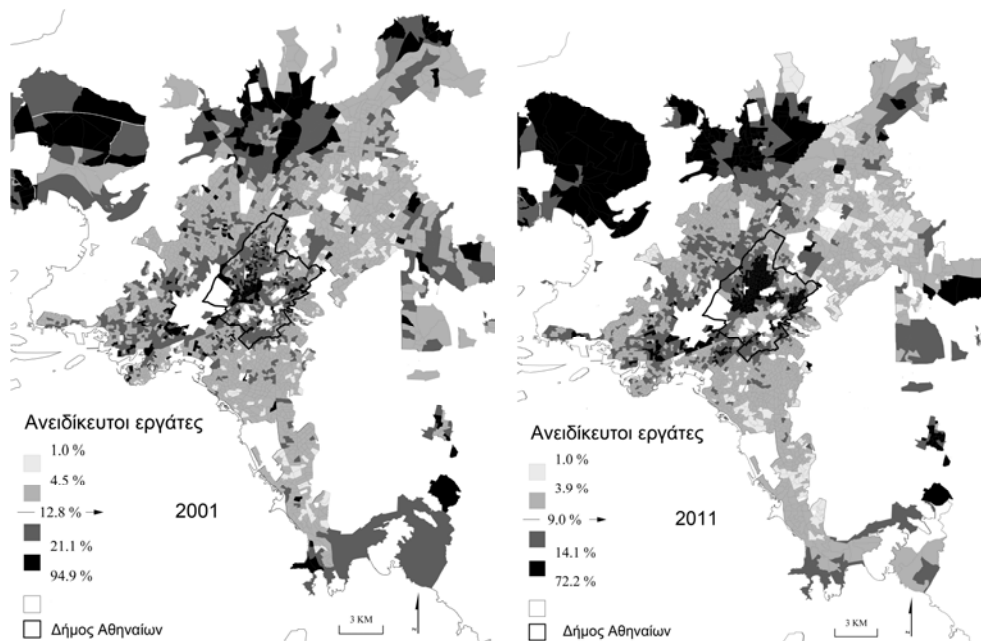 Ανειδίκευτοι εργάτες
1.0 %
4.5 %
12.8 %
21.1 %
94.9 %
2001
Δήμος Αθηναίων
3 KM
Ανειδίκευτοι εργάτες
1.0 %
3.9 %
9.0 %
14.1 %
72.2 %
2011
Δήμος Αθηναίων
3 KM